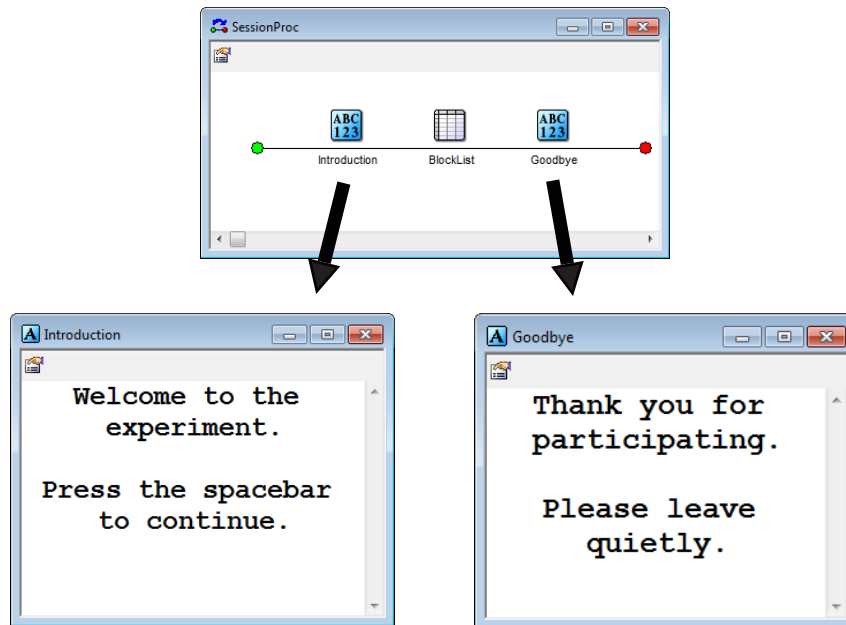 SessionProc
ABC
123
ABC
123
Introduction
BlockList
Goodbye
A Introduction
Welcome to the
experiment.
Press the spacebar
to continue.
A Goodbye
Thank you for
participating.
Please leave
quietly.